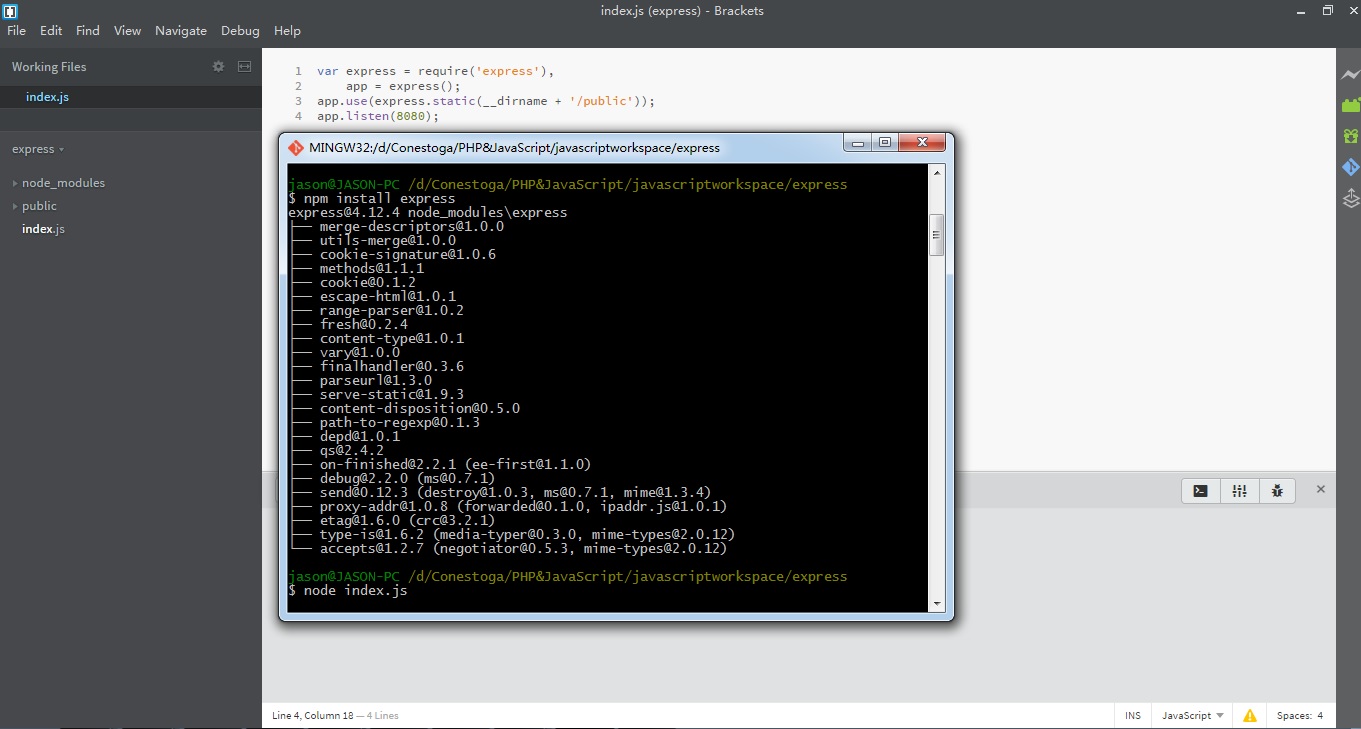 index.js (express) - Brackets
File Edit Find View Navigate Debug Help
Working Files
index.js
express
node_modules
public
index.js
1 var express = require('express'),
2     app = express();
3 app.use(express.static(__dirname + '/public'));
4 app.listen(8080);
MINGW32:/d/Conestoga/PHP&JavaScript/javascriptworkspace/express
jason@JASON-PC /d/Conestoga/PHP&JavaScript/javascriptworkspace/express
$ npm install express
express@4.12.4 node_modules\express
├── merge-descriptors@1.0.0
├── utils-merge@1.0.0
├── cookie-signature@1.0.6
├── methods@1.1.1
├── cookie@0.1.2
├── escape-html@1.0.1
├── range-parser@1.0.2
├── fresh@0.2.4
├── content-type@1.0.1
├── vary@1.0.0
├── finalhandler@0.3.6
├── parseurl@1.3.0
├── serve-static@1.9.3
├── content-disposition@0.5.0
├── path-to-regexp@0.1.3
├── depd@1.0.1
├── qs@2.4.2
├── on-finished@2.2.1 (ee-first@1.1.0)
├── debug@2.2.0 (ms@0.7.1)
├── send@0.12.3 (destroy@1.0.3, ms@0.7.1, mime@1.3.4)
├── proxy-addr@1.0.8 (forwarded@0.1.0, ipaddr.js@1.0.1)
├── etag@1.6.0 (crc@3.2.1)
├── type-is@1.6.2 (media-typer@0.3.0, mime-types@2.0.12)
└── accepts@1.2.7 (negotiator@0.5.3, mime-types@2.0.12)
jason@JASON-PC /d/Conestoga/PHP&JavaScript/javascriptworkspace/express
$ node index.js
Line 4, Column 18 — 4 Lines
INS JavaScript Spaces: 4